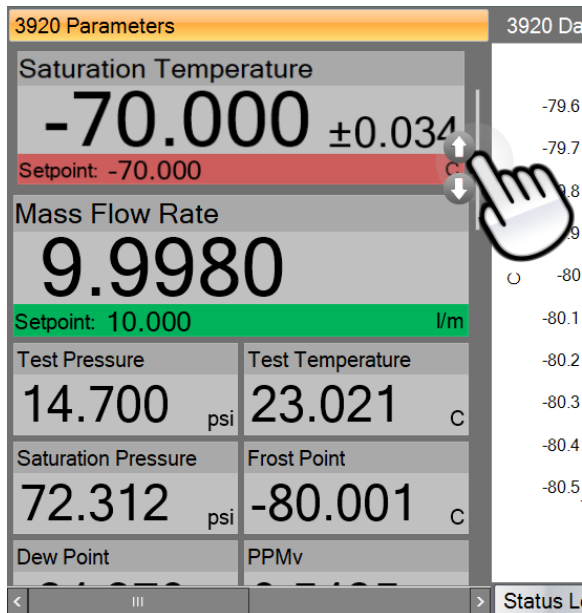 3920 Parameters
3920 Da
Saturation Temperature
-70.000 ±0.034
Setpoint: -70.000 C
Mass Flow Rate
9.9980
Setpoint: 10.000 l/m
Test Pressure
14.700 psi
Test Temperature
23.021 C
Saturation Pressure
72.312 psi
Frost Point
-80.001 C
Dew Point
PPMv
-79.6
-79.7
-80
-80.1
-80.2
-80.3
-80.4
-80.5
C
Status L